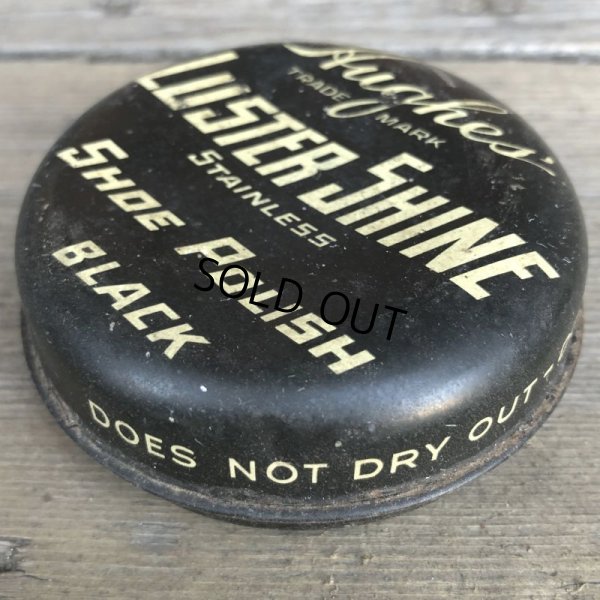 Hughes'
TRADE MARK
LUSTER SHINE
STAINLESS
SHOE POLISH
BLACK
DOES NOT DRY OUT-
SOLD OUT